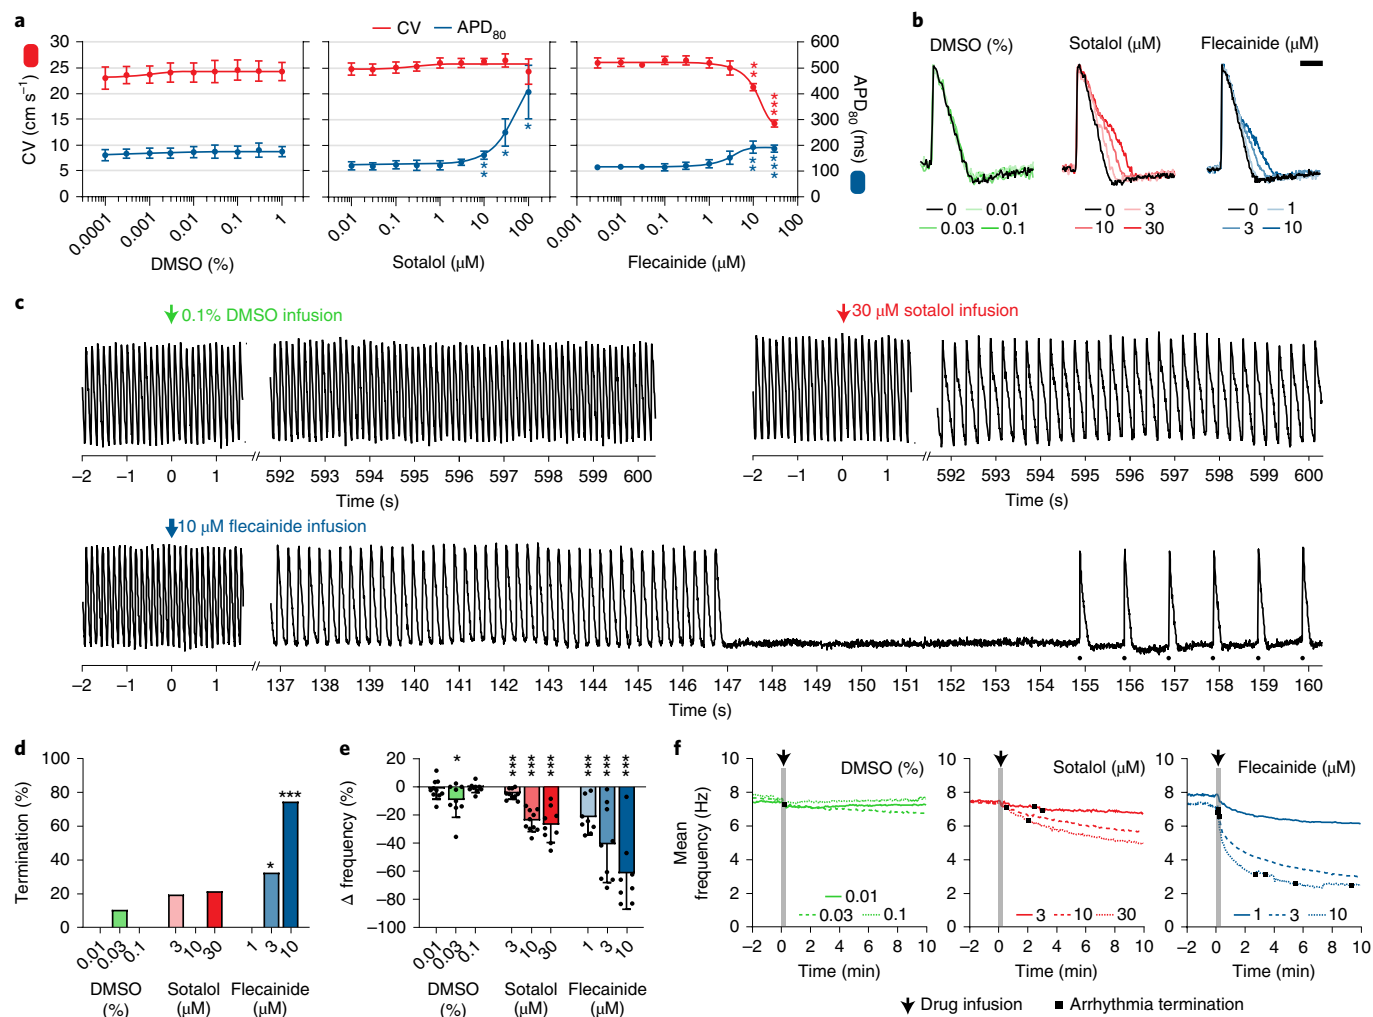 a
CV APD80
CV (cm s−1)
30
25
20
15
10
5
0
600
500
400
300
200
100
0
APD80 (ms)
** *** *** * * *** ***
0.0001 0.001 0.01 0.1 1
0.01 0.1 1 10 100
0.001 0.1 1 10 100
DMSO (%) Sotalol (μM) Flecainide (μM)
b
DMSO (%) Sotalol (μM) Flecainide (μM)
0 0.01 0 3 0 1
0.03 0.1 10 30 3 10
c
0.1% DMSO infusion 30 μM sotalol infusion
−2 −1 0 1 592 593 594 595 596 597 598 599 600
Time (s)
−2 −1 0 1 592 593 594 595 596 597 598 599 600
Time (s)
10 μM flecainide infusion
−2 −1 0 1 137 138 139 140 141 142 143 144 145 146 147 148 149 150 151 152 153 154 155 156 157 158 159 160
Time (s)
d
Termination (%)
100
80
60
40
20
0
* ***
0.01 0.03 0.1 3 10 30 1 3 10
DMSO (%) Sotalol (μM) Flecainide (μM)
e
Δ frequency (%)
20
0
−20
−40
−60
−80
−100
* *** *** *** *** *** ***
0.01 0.03 0.1 3 10 30 1 3 10
DMSO (%) Sotalol (μM) Flecainide (μM)
f
Mean frequency (Hz)
10
8
6
4
2
0
DMSO (%)
0.01
0.03 0.1
−2 0 2 4 6 8 10
Time (min)
10
8
6
4
2
0
Sotalol (μM)
3 10 30
−2 0 2 4 6 8 10
Time (min)
10
8
6
4
2
0
Flecainide (μM)
1 3 10
−2 0 2 4 6 8 10
Time (min)
Drug infusion Arrhythmia termination